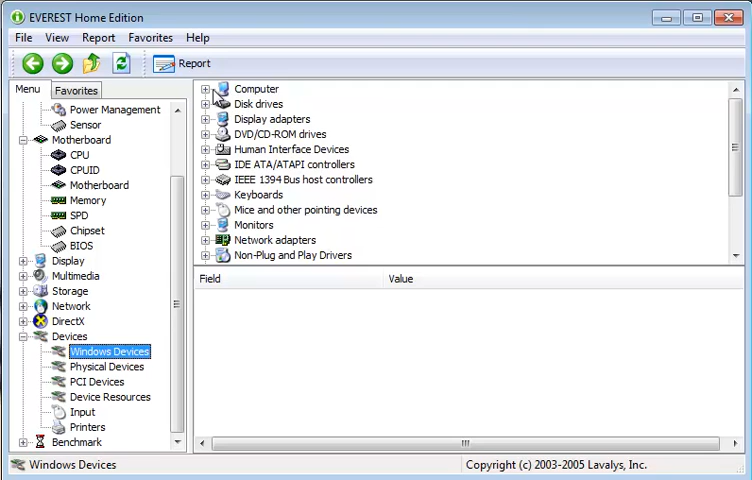 EVEREST Home Edition
File View Report Favorites Help
Report
Menu Favorites
Power Management
Sensor
Motherboard
CPU
CPUID
Motherboard
Memory
SPD
Chipset
BIOS
Display
Multimedia
Storage
Network
DirectX
Devices
Windows Devices
Physical Devices
PCI Devices
Device Resources
Input
Printers
Benchmark
Computer
Disk drives
Display adapters
DVD/CD-ROM drives
Human Interface Devices
IDE ATA/ATAPI controllers
IEEE 1394 Bus host controllers
Keyboards
Mice and other pointing devices
Monitors
Network adapters
Non-Plug and Play Drivers
Field Value
Windows Devices
Copyright (c) 2003-2005 Lavalys, Inc.